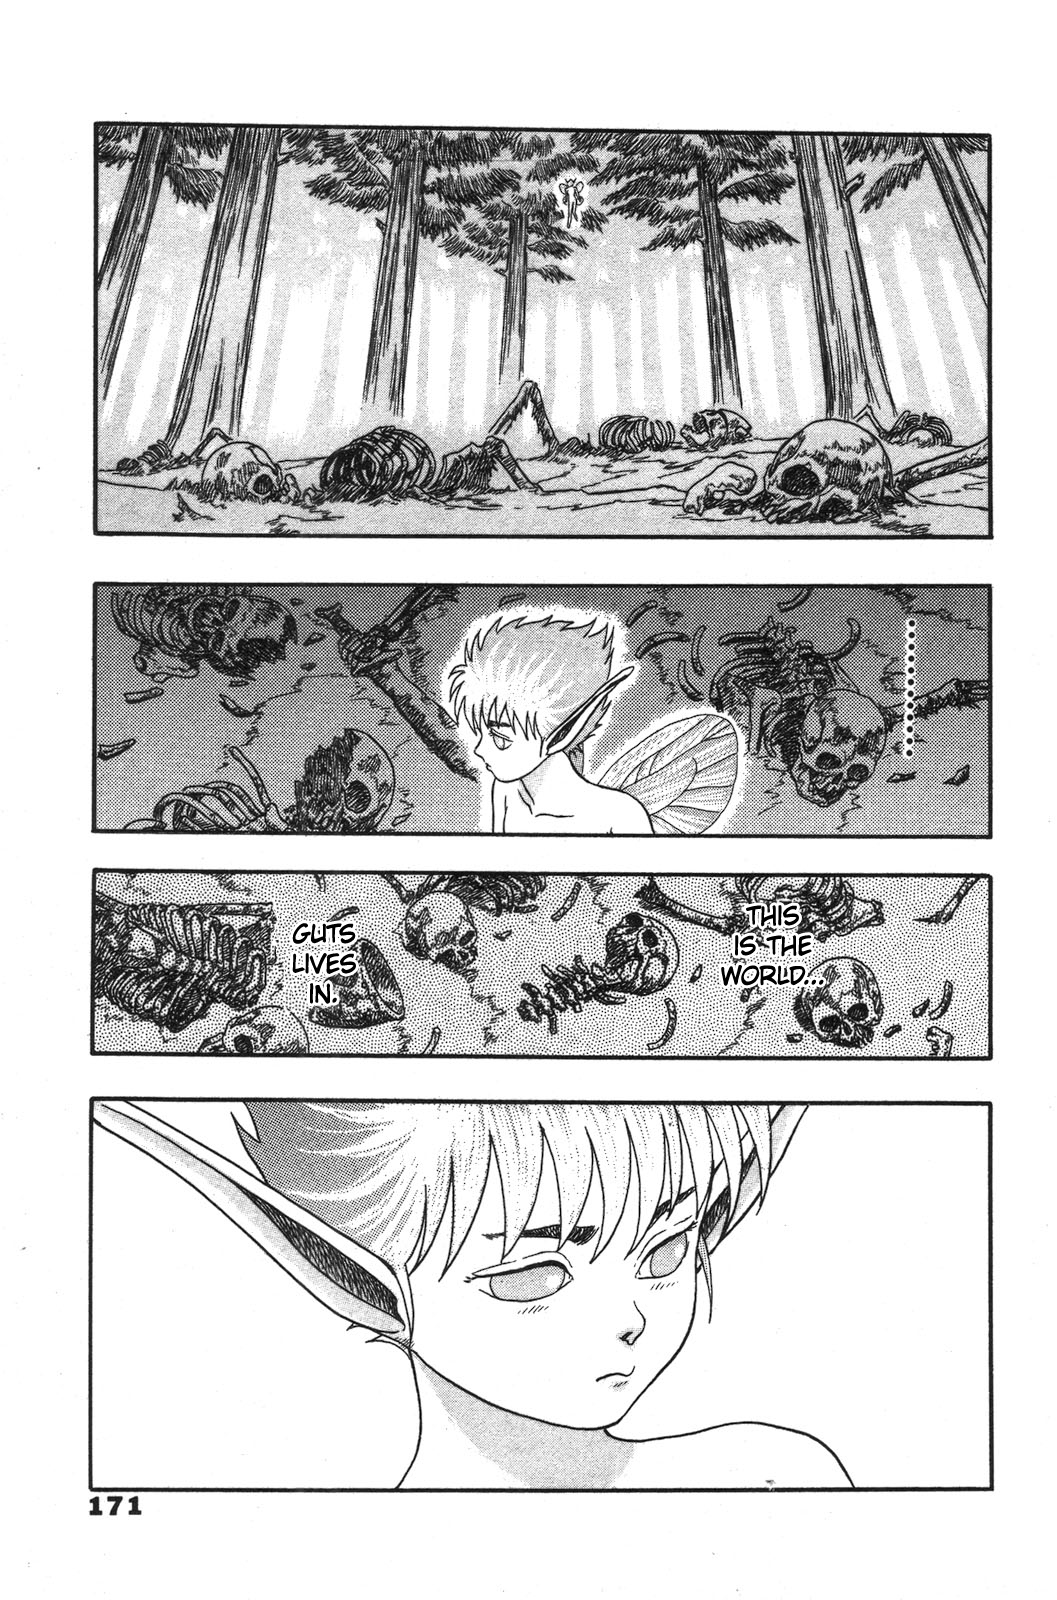 ............
THIS
IS THE
WORLD...
GUTS
LIVES
IN.
171